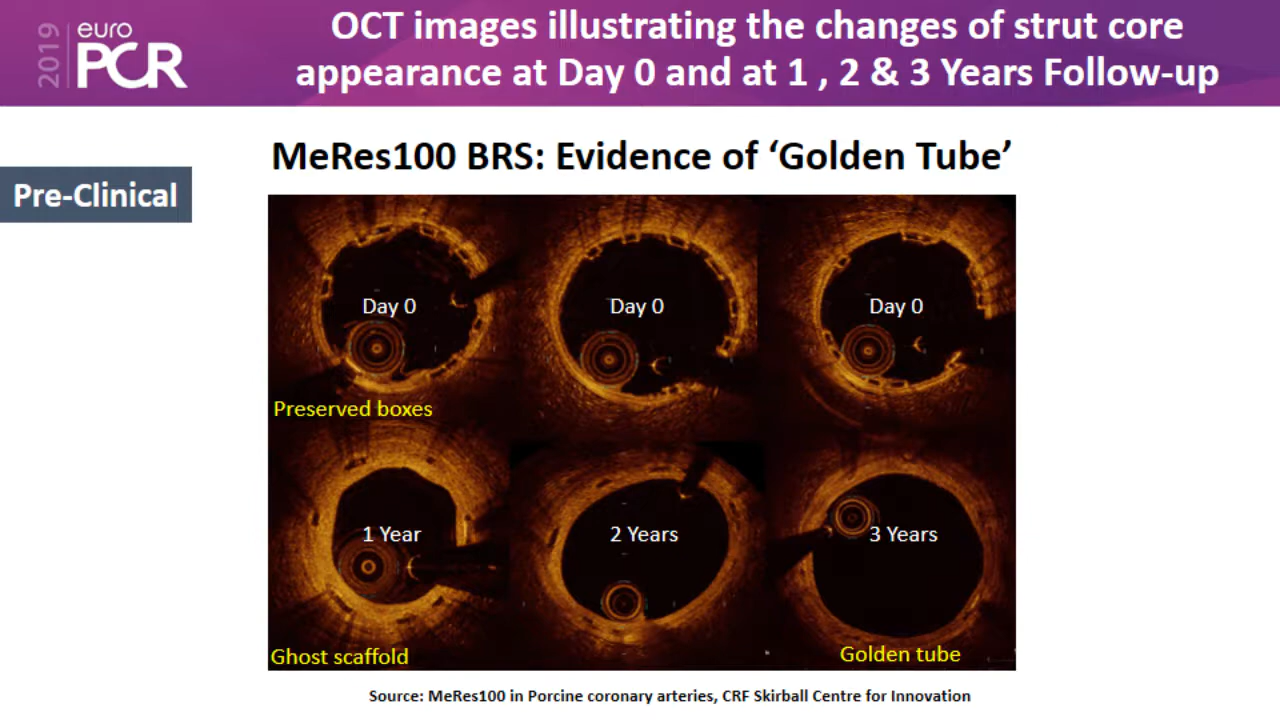 2019
euro
PCR
OCT images illustrating the changes of strut core
appearance at Day 0 and at 1 , 2 & 3 Years Follow-up
MeRes100 BRS: Evidence of ‘Golden Tube’
Pre-Clinical
Day 0
Day 0
Day 0
Preserved boxes
1 Year
2 Years
3 Years
Ghost scaffold
Golden tube
Source: MeRes100 in Porcine coronary arteries, CRF Skirball Centre for Innovation